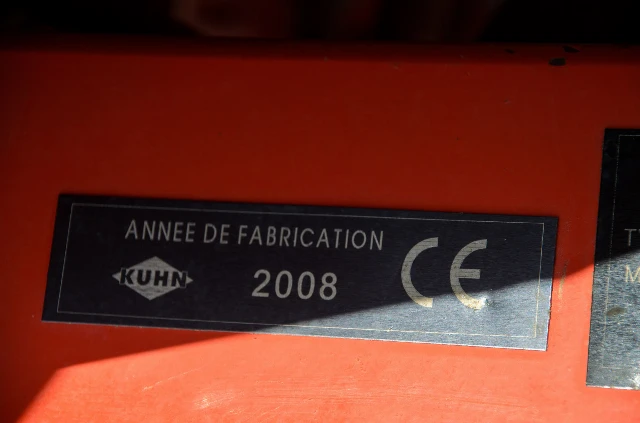 ANNEE DE FABRICATION
KUHN
2008
CE